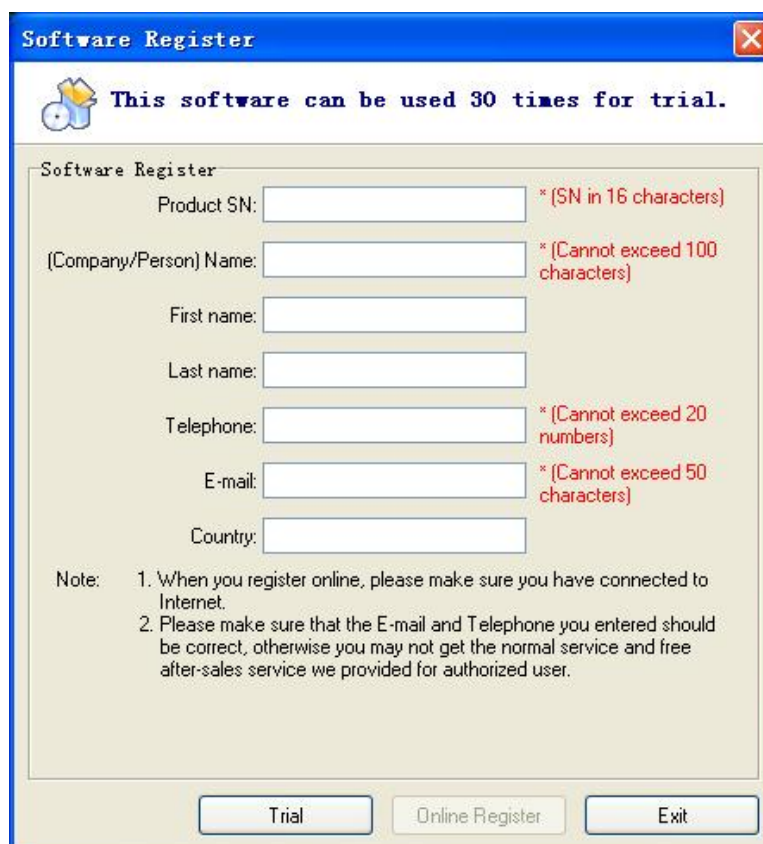 Software Register
This software can be used 30 times for trial.
Software Register
Product SN:
* (SN in 16 characters)
(Company/Person) Name:
* (Cannot exceed 100
characters)
First name:
Last name:
Telephone:
* (Cannot exceed 20
numbers)
E-mail:
* (Cannot exceed 50
characters)
Country:
Note: 1. When you register online, please make sure you have connected to
Internet.
2. Please make sure that the E-mail and Telephone you entered should
be correct, otherwise you may not get the normal service and free
after-sales service we provided for authorized user.
Trial
Online Register
Exit